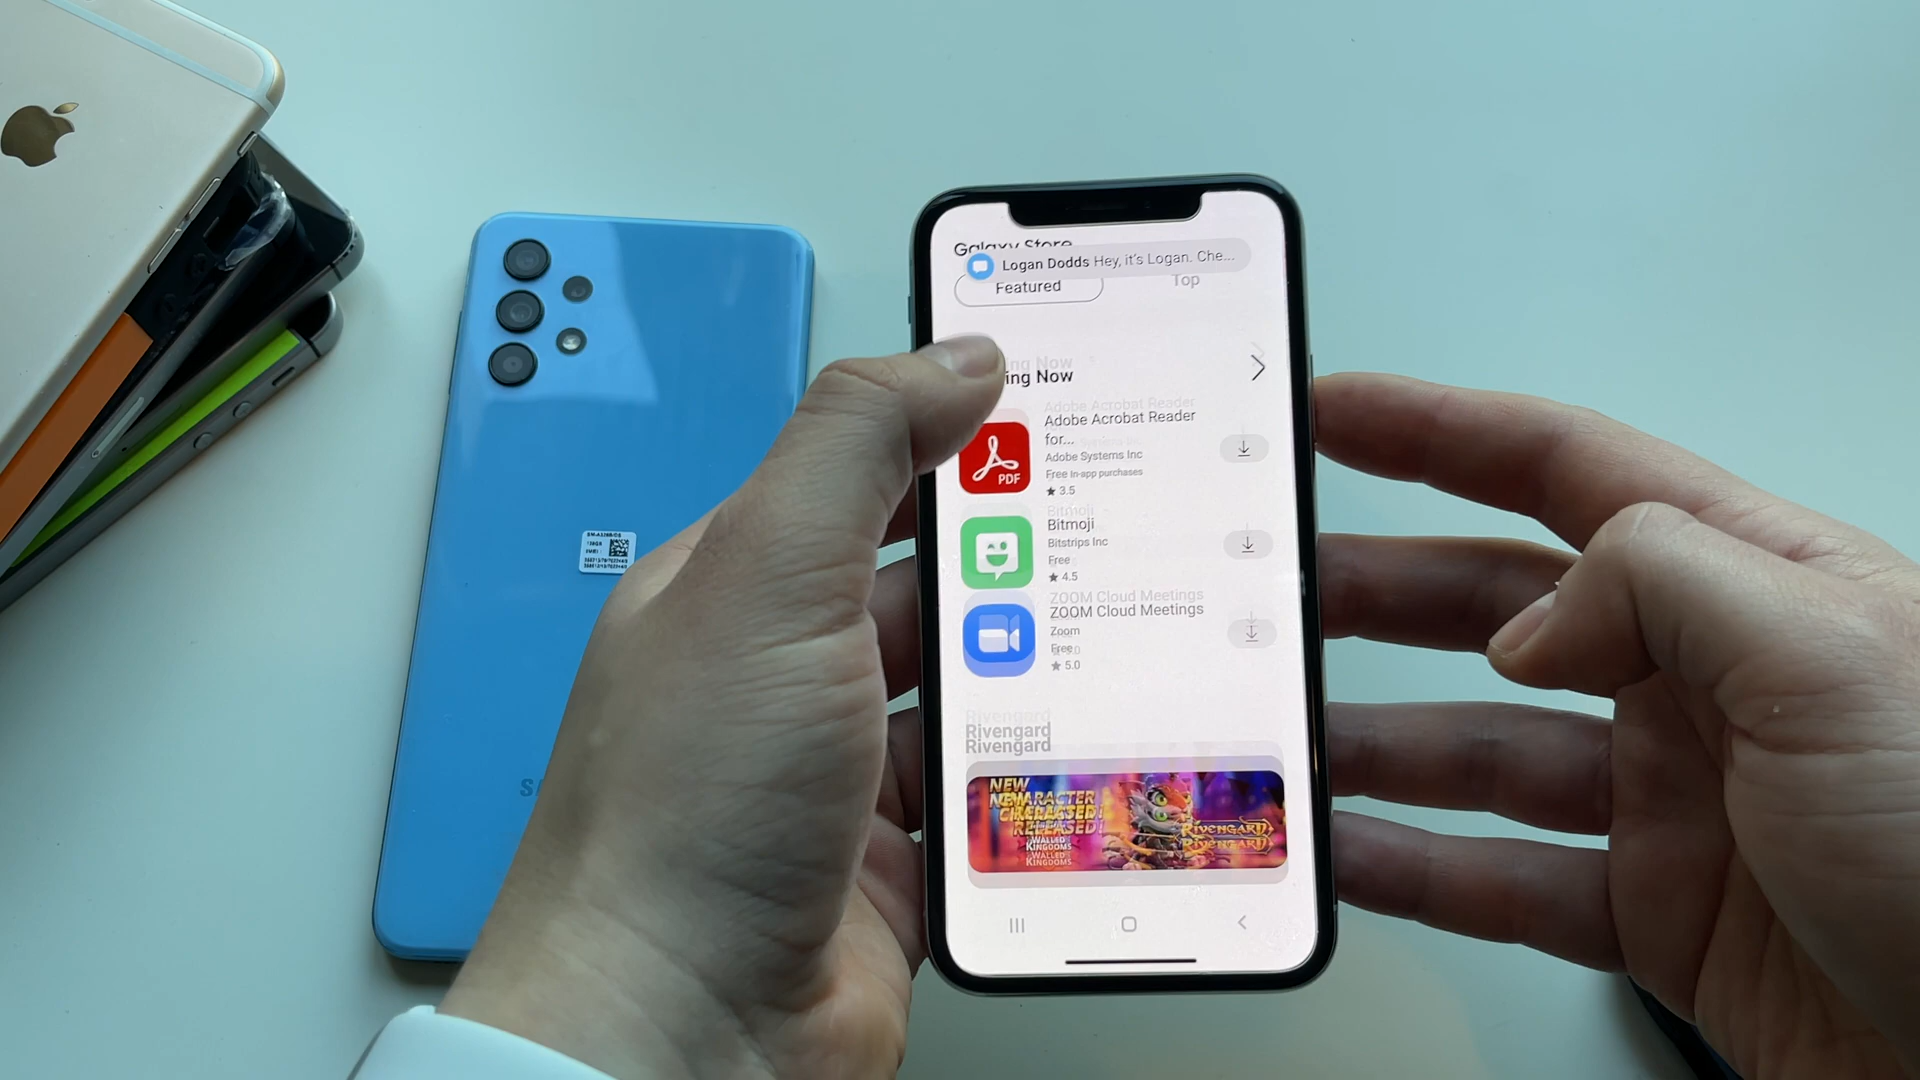 Galaxy Store
Logan Dodds Hey, it's Logan. Che...
Featured
Top
ing Now
Adobe Acrobat Reader
for...
Adobe Systems Inc
Free In-app purchases
★ 3.5
PDF
Bitmoji
Bitstrips Inc
Free
★ 4.5
ZOOM Cloud Meetings
Zoom
Free
★ 5.0
Rivengard
NEW
CHARACTER
RELEASED!
WALLED
KINGDOMS
RIVENGARD